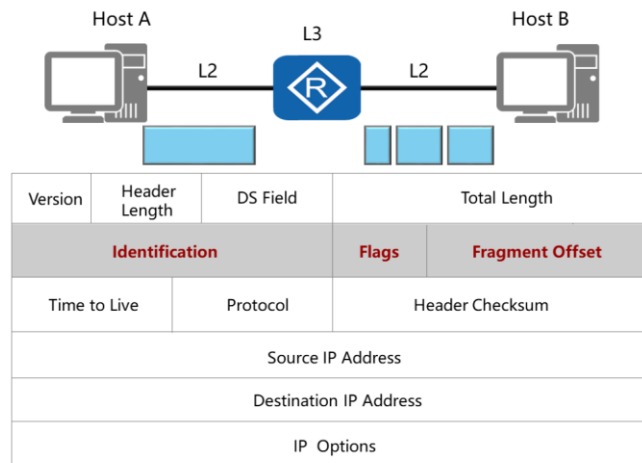 Host A
Host B
L3
L2
L2
R
Version
Header
Length
DS Field
Total Length
Identification
Flags
Fragment Offset
Time to Live
Protocol
Header Checksum
Source IP Address
Destination IP Address
IP Options